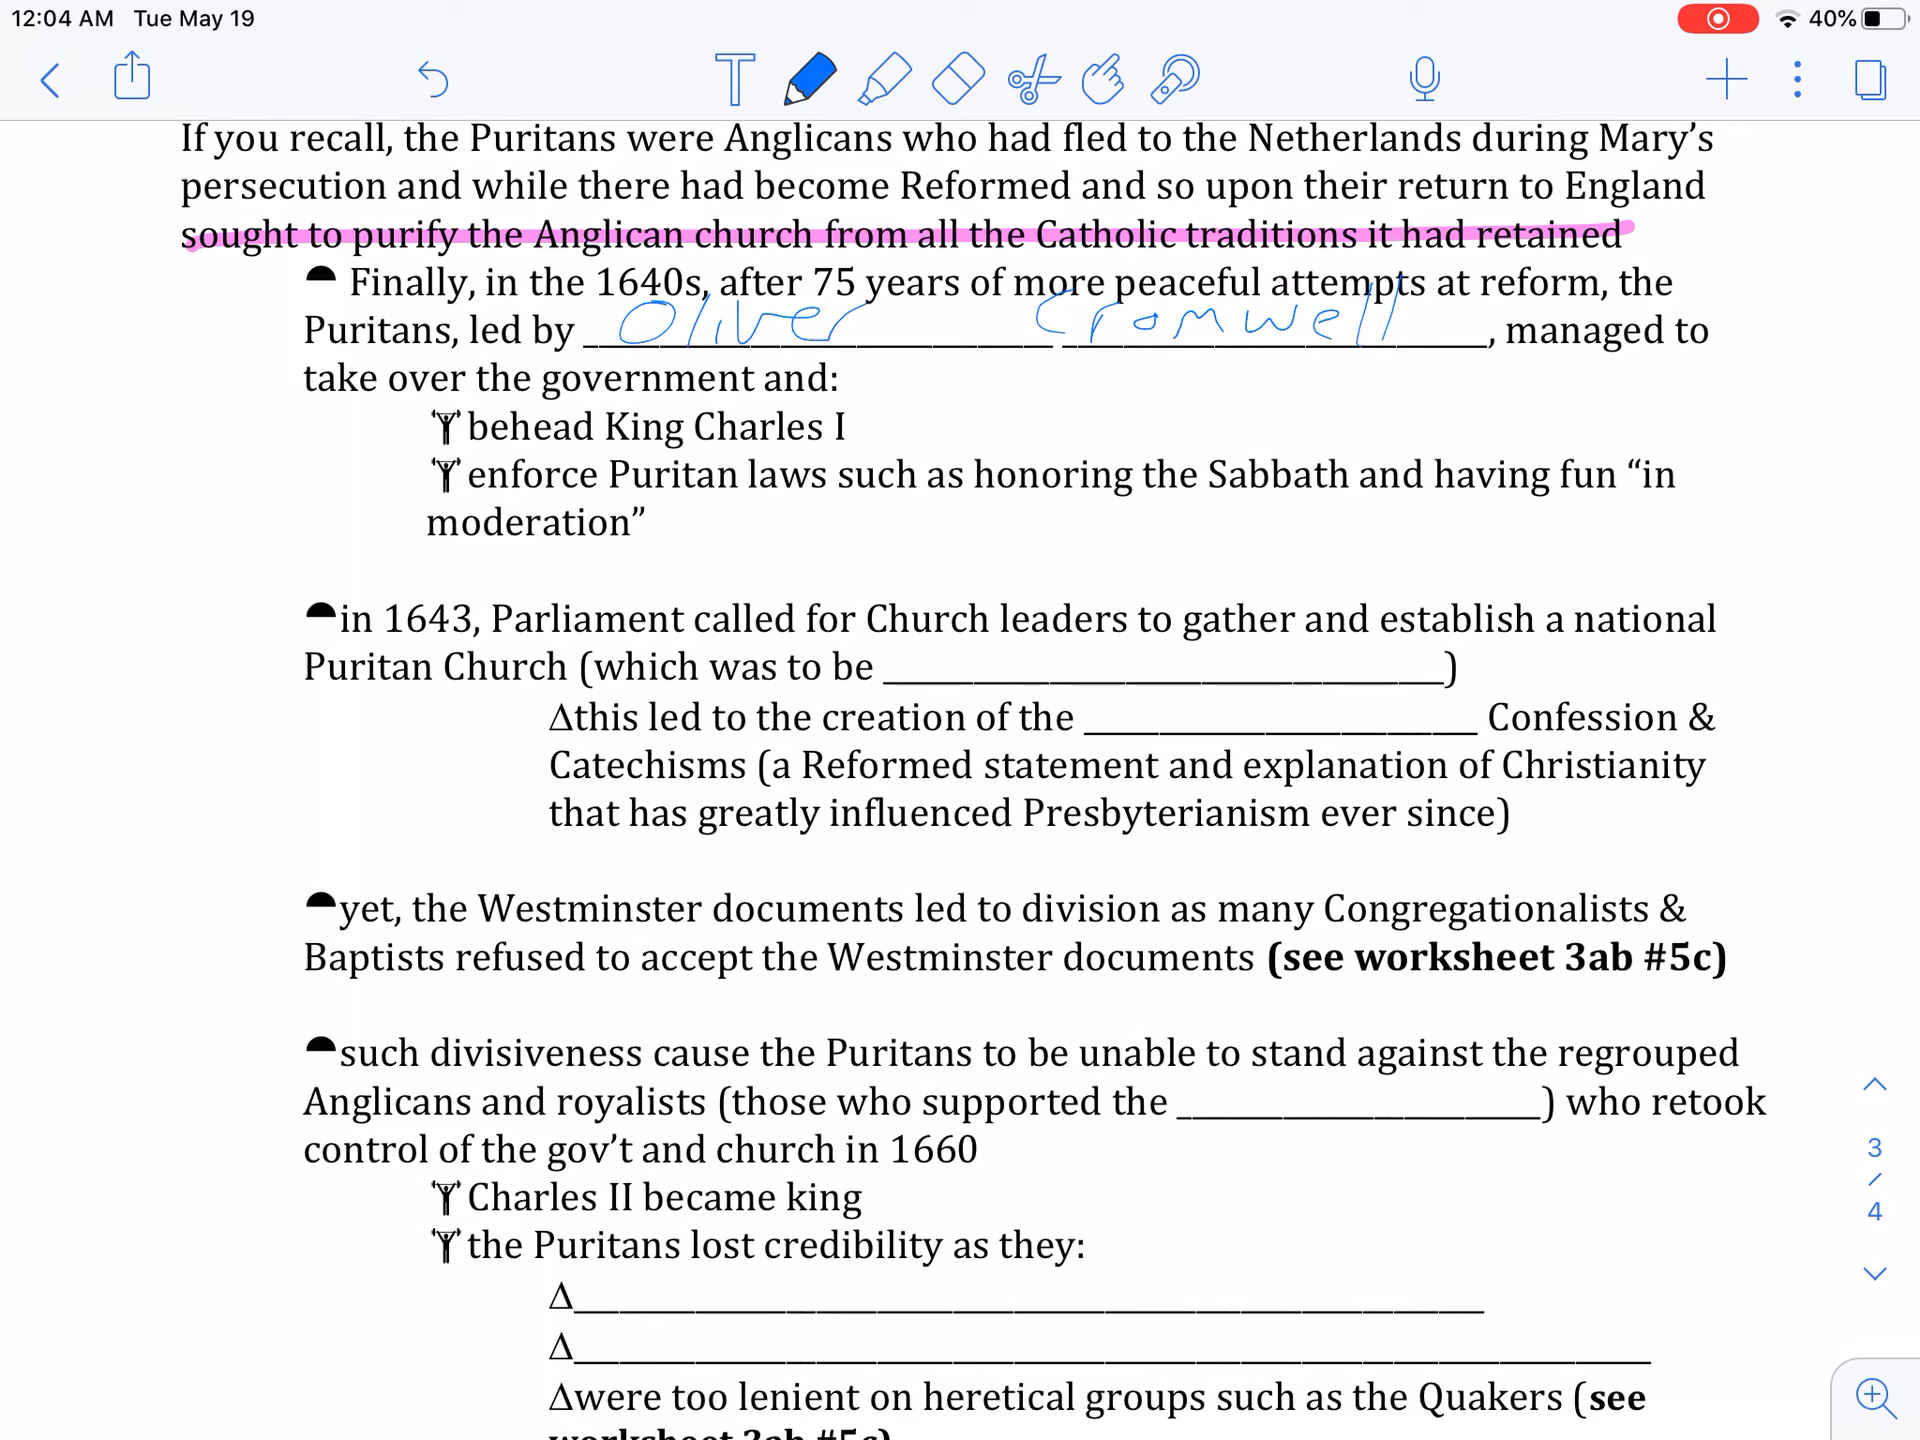 12:04 AM Tue May 19
40%
If you recall, the Puritans were Anglicans who had fled to the Netherlands during Mary's
persecution and while there had become Reformed and so upon their return to England
sought to purify the Anglican church from all the Catholic traditions it had retained
Finally, in the 1640s, after 75 years of more peaceful attempts at reform, the
Puritans, led by Oliver Cromwell, managed to
take over the government and:
behead King Charles I
enforce Puritan laws such as honoring the Sabbath and having fun “in
moderation”
in 1643, Parliament called for Church leaders to gather and establish a national
Puritan Church (which was to be ____________________)
Δthis led to the creation of the ______________ Confession &
Catechisms (a Reformed statement and explanation of Christianity
that has greatly influenced Presbyterianism ever since)
yet, the Westminster documents led to division as many Congregationalists &
Baptists refused to accept the Westminster documents (see worksheet 3ab #5c)
such divisiveness cause the Puritans to be unable to stand against the regrouped
Anglicans and royalists (those who supported the _____________) who retook
control of the gov't and church in 1660
Charles II became king
the Puritans lost credibility as they:
Δ________________________________
Δ______________________________________
Δwere too lenient on heretical groups such as the Quakers (see
worksheet 3ab #5c)
3
/
4